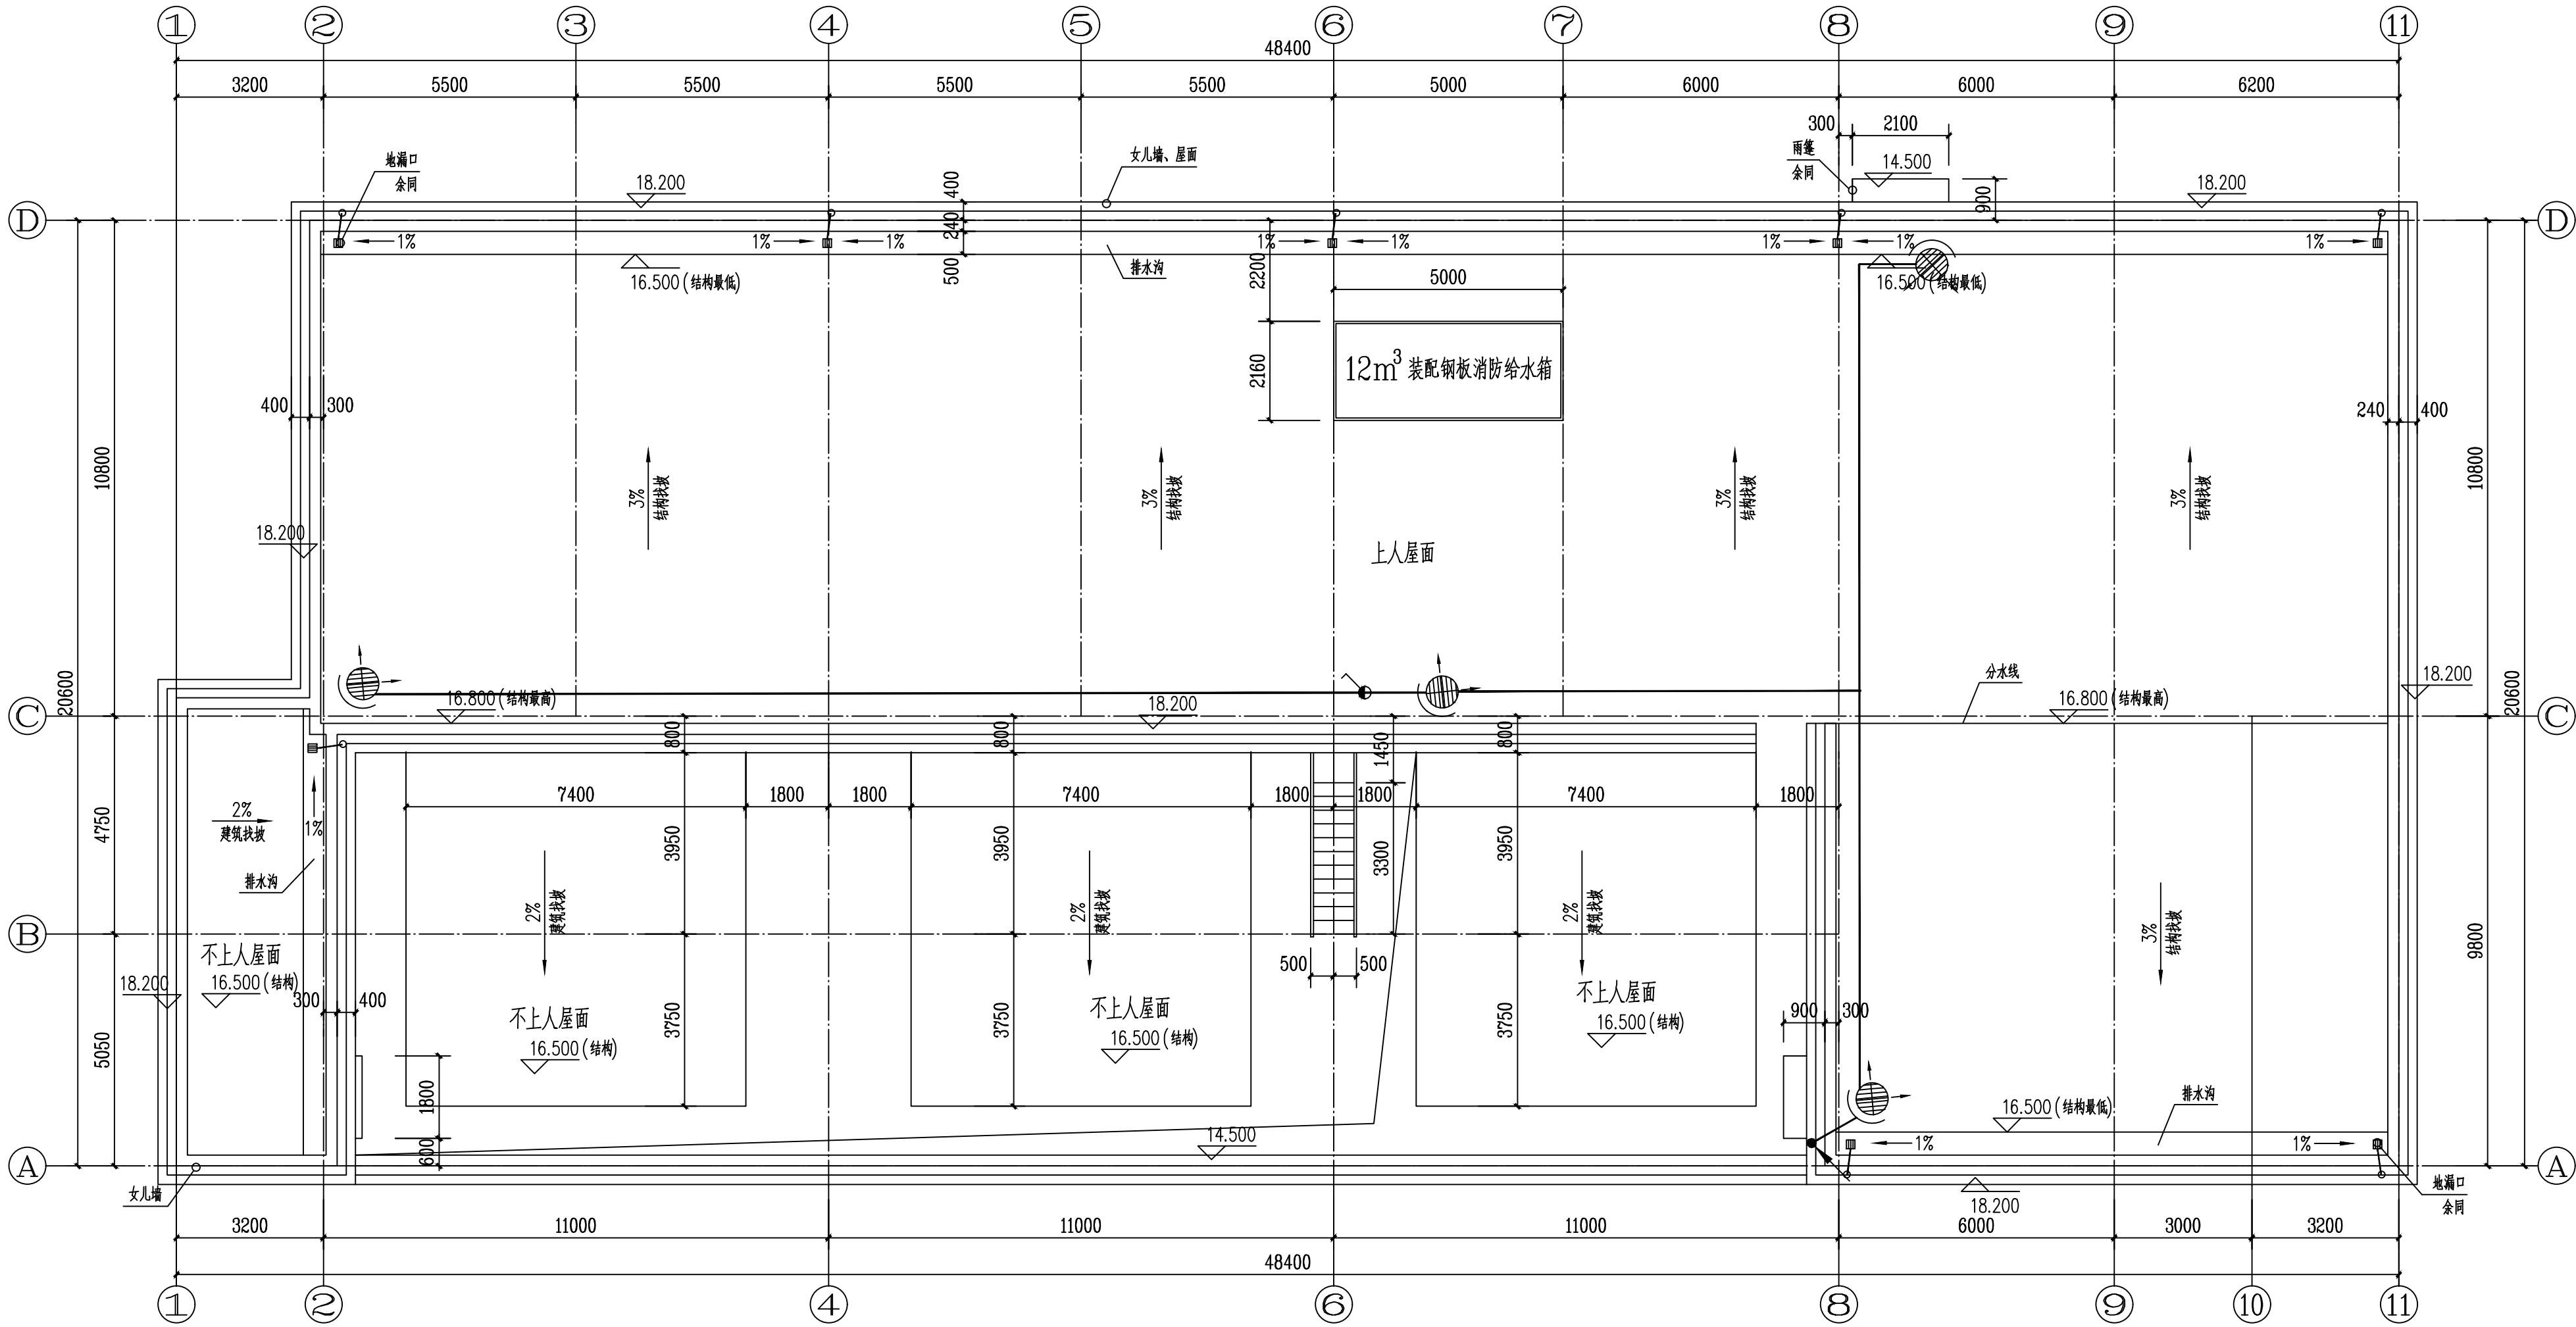 1 2 3 4 5 6 7 8 9 11
48400
3200 5500 5500 5500 5500 5000 6000 6000 6200
300 2100
地漏口
余同
女儿墙、屋面
雨篷
余同
14.500
900
18.200
400
18.200
D
240
D
1% 1% 1% 1% 1% 1% 1% 1%
500
排水沟
2200
16.500(结构最低)
5000
16.500(结构最低)
2160
12m³ 装配钢板消防给水箱
400 300
240 400
10800
10800
3%
结构找坡
3%
结构找坡
3%
结构找坡
3%
结构找坡
18.200
上人屋面
20600
20600
分水线
18.200
16.800(结构最高)
18.200
16.800(结构最高)
C
C
800
800
1450
800
7400 1800 1800 7400 1800 1800 7400 1800
2%
建筑找坡
1%
4750
3950
3950
3300
3950
排水沟
2%
建筑找坡
2%
建筑找坡
2%
建筑找坡
3%
结构找坡
9800
B
不上人屋面
16.500(结构)
18.200
300 400
500 500
不上人屋面
16.500(结构)
不上人屋面
16.500(结构)
不上人屋面
16.500(结构)
900 300
3750
3750
3750
5050
1800
600
16.500(结构最低)
排水沟
14.500
1% 1%
A
A
女儿墙
地漏口
余同
18.200
3200 11000 11000 11000 6000 3000 3200
48400
1 2 4 6 8 9 10 11